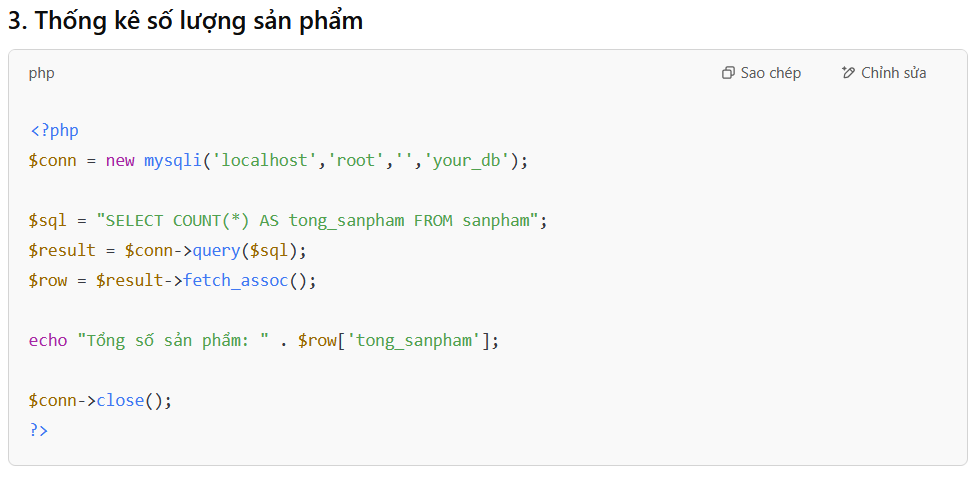 3. Thống kê số lượng sản phẩm
php
Sao chép
Chỉnh sửa
<?php
$conn = new mysqli('localhost','root','','your_db');
$sql = "SELECT COUNT(*) AS tong_sanpham FROM sanpham";
$result = $conn->query($sql);
$row = $result->fetch_assoc();
echo "Tổng số sản phẩm: " . $row['tong_sanpham'];
$conn->close();
?>